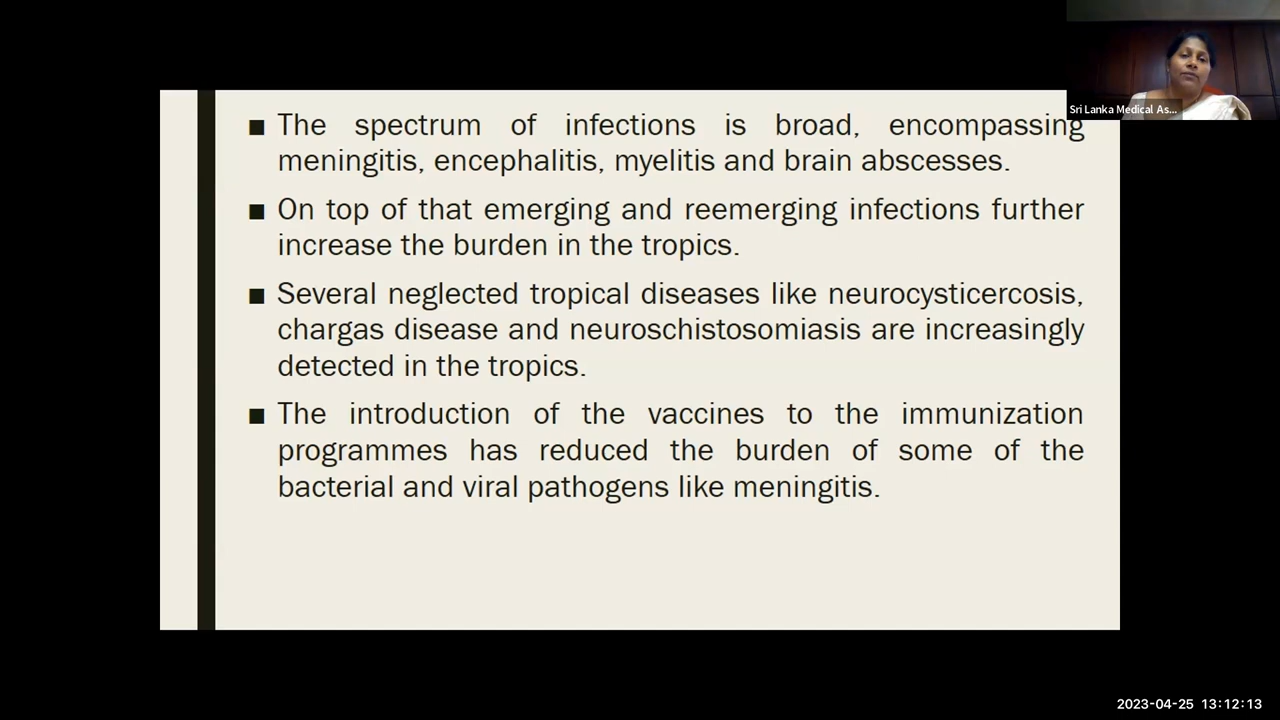 Sri Lanka Medical As...
■ The spectrum of infections is broad, encompassing
meningitis, encephalitis, myelitis and brain abscesses.
■ On top of that emerging and reemerging infections further
increase the burden in the tropics.
■ Several neglected tropical diseases like neurocysticercosis,
chargas disease and neuroschistosomiasis are increasingly
detected in the tropics.
■ The introduction of the vaccines to the immunization
programmes has reduced the burden of some of the
bacterial and viral pathogens like meningitis.
2023-04-25 13:12:13